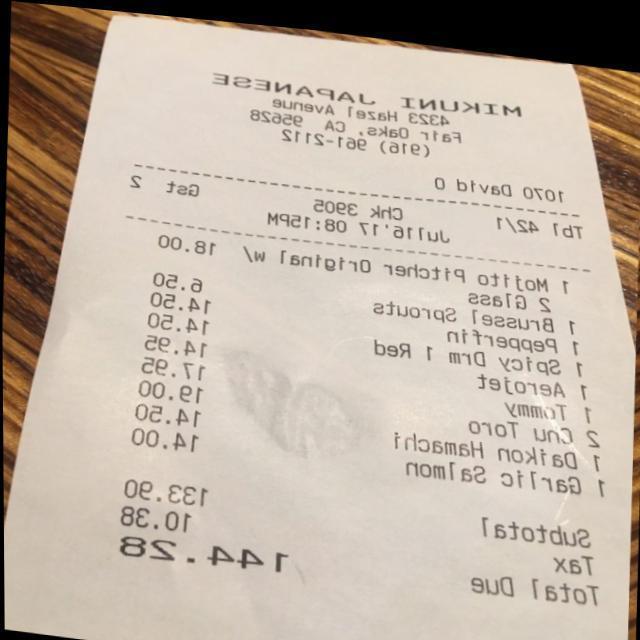 MIKUNI JAPANESE
4323 Hazel Avenue
Fair Oaks, CA 95628
(916) 961-2112
1070 David O
Tbl 42/1 Chk 3905 Gst 2
Jul16'17 08:15PM
1 Mojito Pitcher Original w/ 18.00
2 Glass
1 Brussel Sprouts 6.50
1 Pepperfin 14.50
1 Spicy Drm 1 Red 14.50
1 Aerojet 14.95
1 Tommy 17.95
2 Chu Toro 19.00
1 Daikon Hamachi 14.50
1 Garlic Salmon 14.00
Subtotal 133.90
Tax 10.38
Total Due 144.28